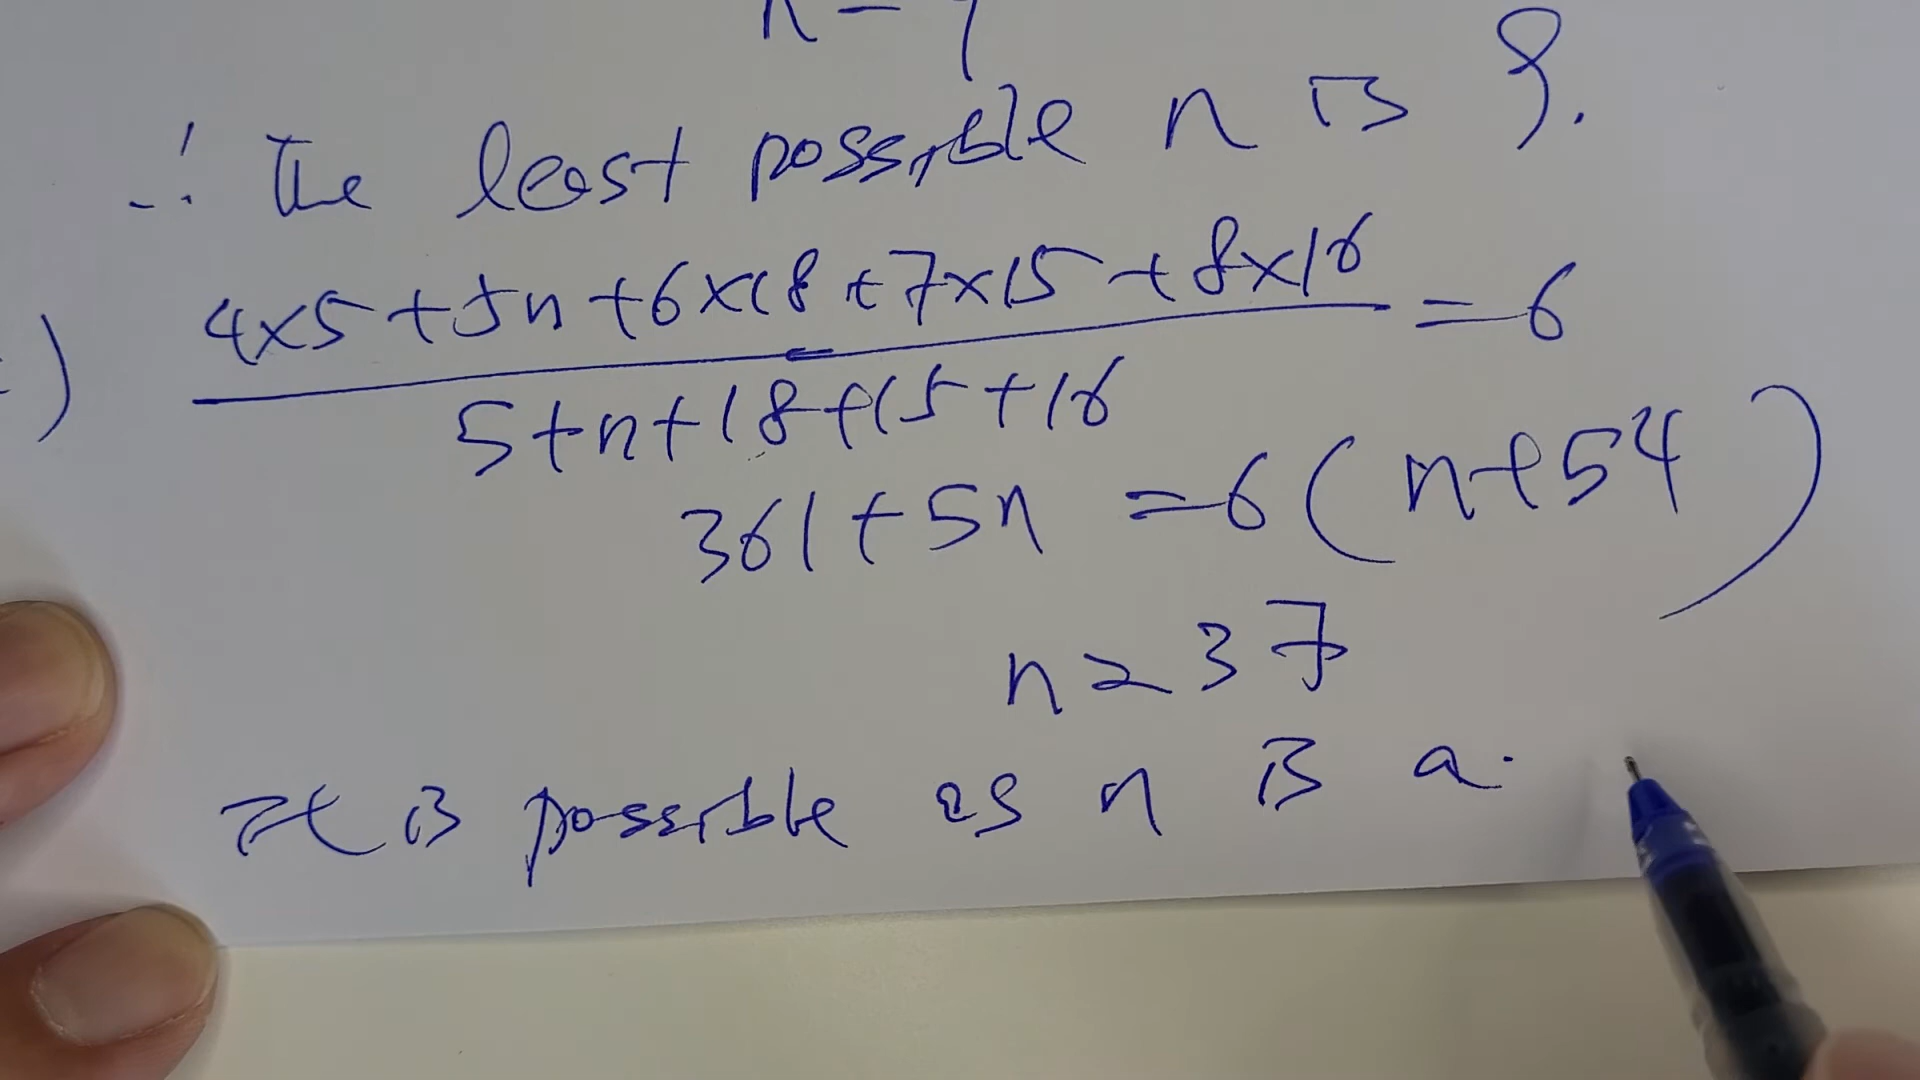 ∴ The least possible n is 9.
c) (4×5+5n+6×18+7×15+8×16)/(5+n+18+15+16) = 6
361+5n = 6(n+54)
n = 37
It is possible as n is a